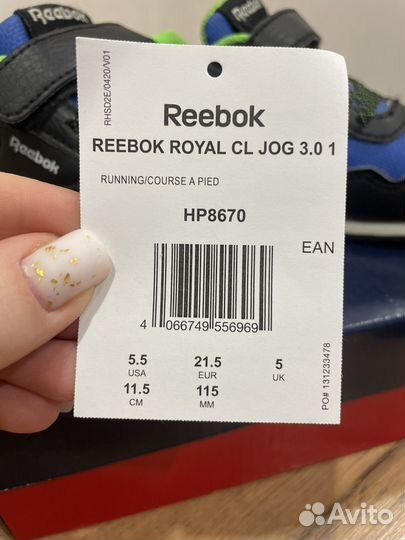 Reebok
Reebok
RHSD2E/0420/V01
Reebok
REEBOK ROYAL CL JOG 3.0 1
RUNNING/COURSE A PIED
HP8670
EAN
4 066749 556969
5.5 21.5 5
USA EUR UK
11.5 115
CM MM
PO# 131233478
Avito